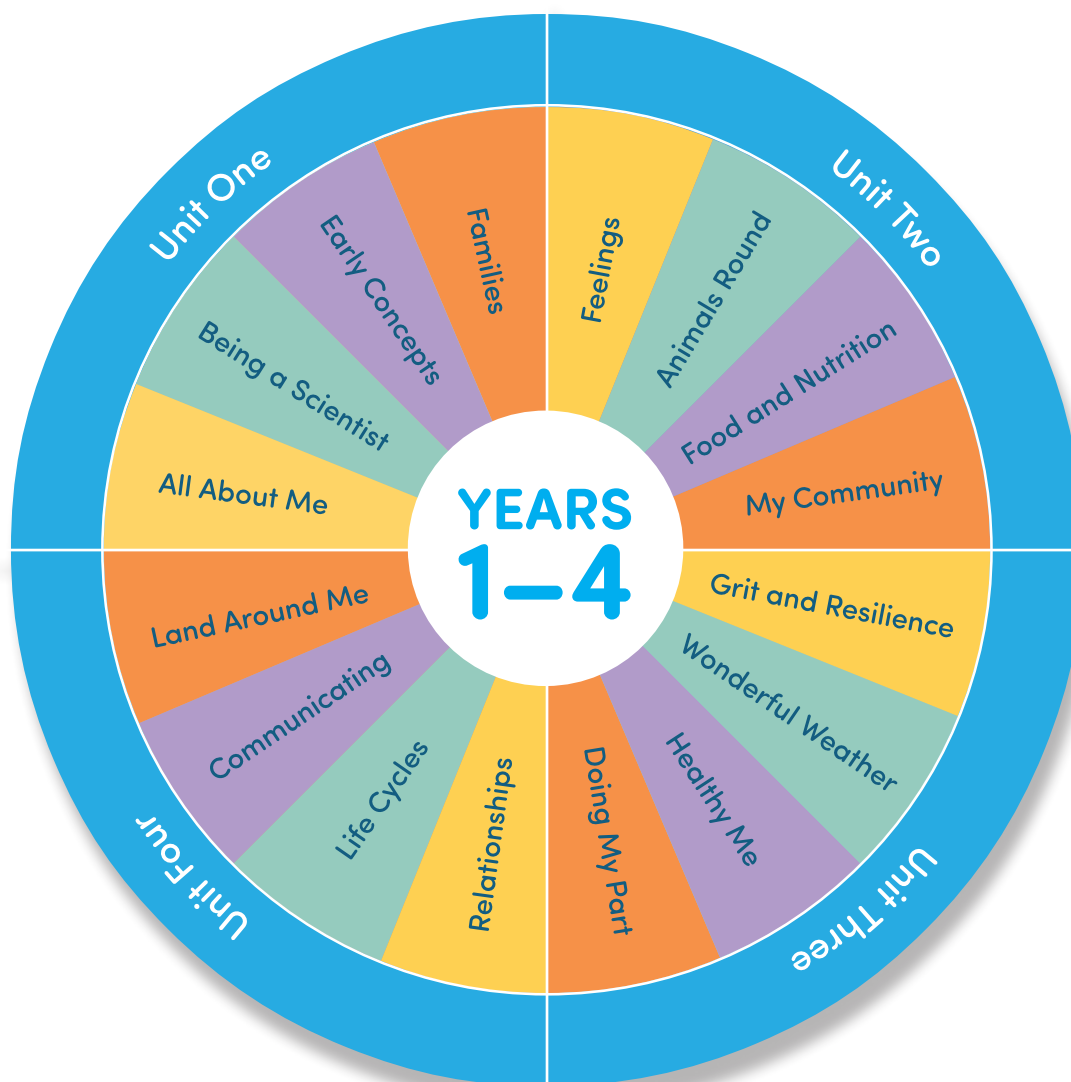 YEARS
1–4
Unit One
All About Me
Being a Scientist
Early Concepts
Families
Unit Two
Feelings
Animals Round
Food and Nutrition
My Community
Unit Three
Grit and Resilience
Wonderful Weather
Healthy Me
Doing My Part
Unit Four
Relationships
Life Cycles
Communicating
Land Around Me